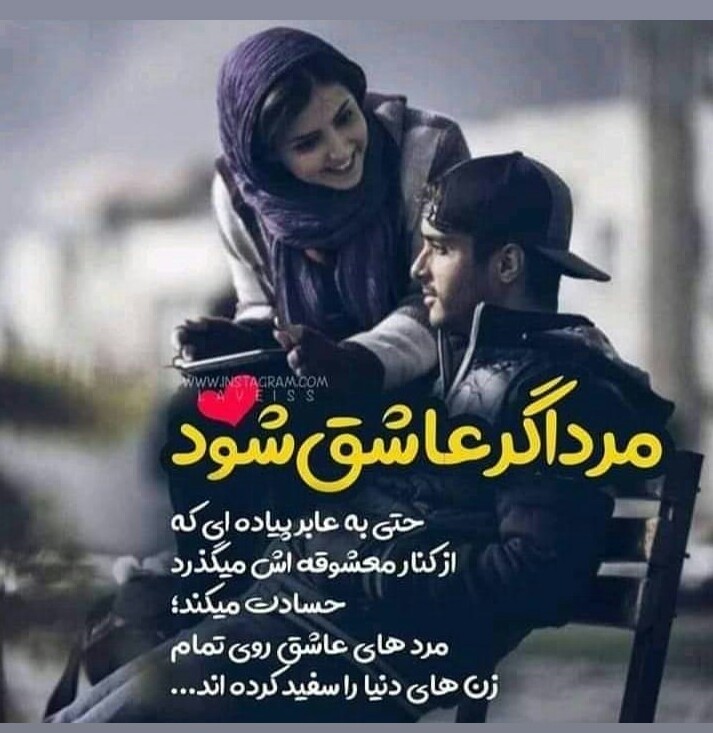 WWW.INSTAGRAM.COM
LAVEISS
مرد اگر عاشق شود
حتی به عابر پیاده ای که
از کنار معشوقه اش میگذرد
حسادت میکند؛
مرد های عاشق روی تمام
زن های دنیا را سفید کرده اند...